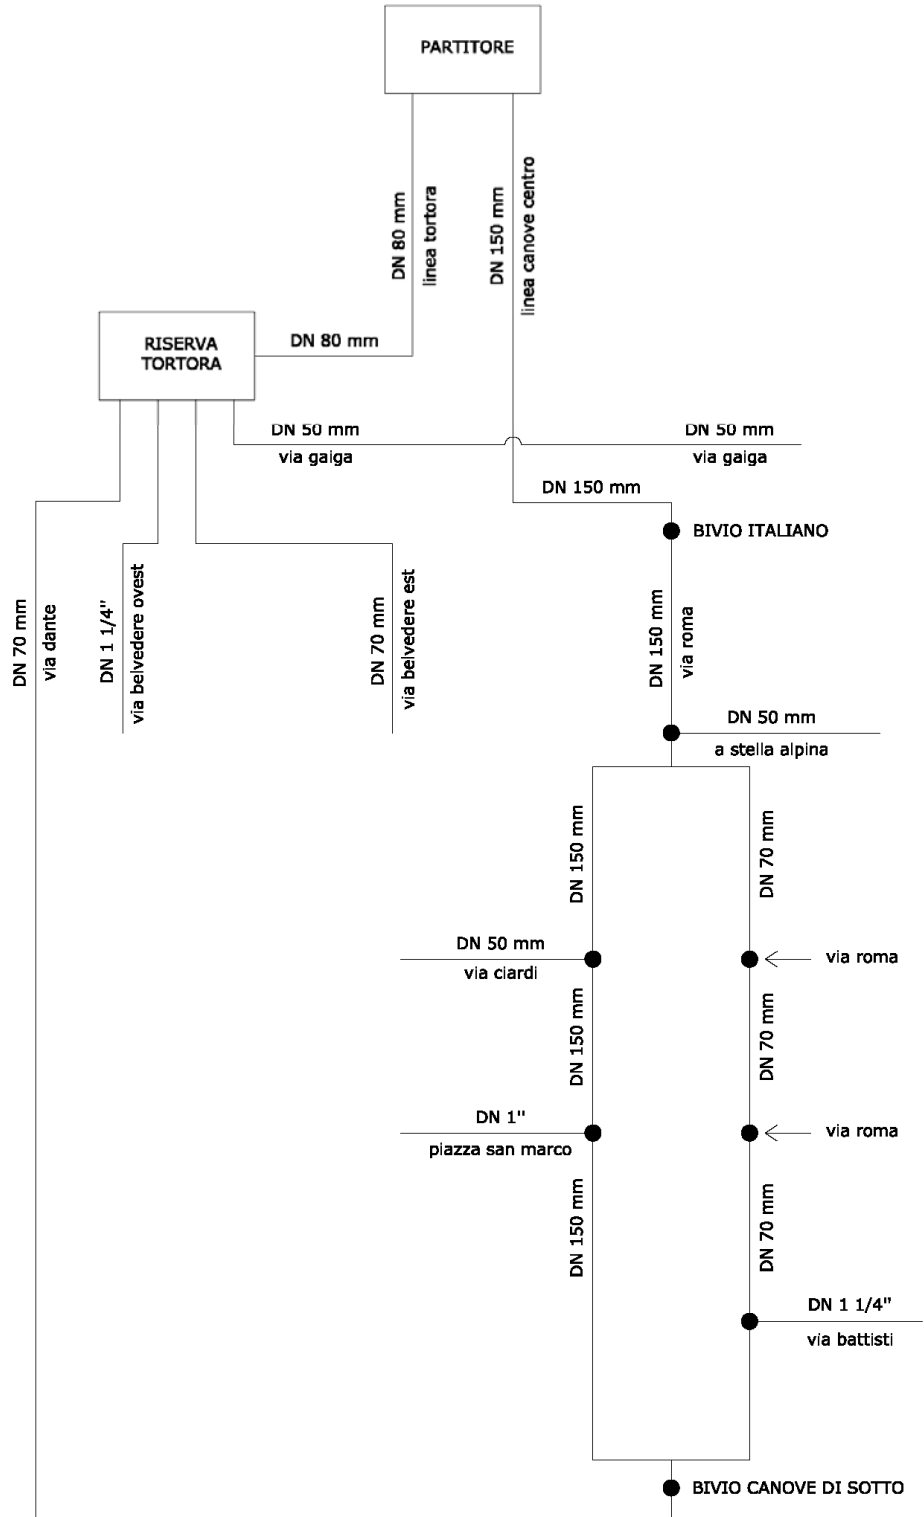 PARTITORE
DN 80 mm
linea tortora
DN 150 mm
linea canove centro
RISERVA
TORTORA
DN 80 mm
DN 50 mm
via gaiga
DN 50 mm
via gaiga
DN 150 mm
BIVIO ITALIANO
DN 70 mm
via dante
DN 1 1/4"
via belvedere ovest
DN 70 mm
via belvedere est
DN 150 mm
via roma
DN 50 mm
a stella alpina
DN 150 mm
DN 70 mm
DN 50 mm
via ciardi
via roma
DN 150 mm
DN 70 mm
DN 1"
piazza san marco
via roma
DN 150 mm
DN 70 mm
DN 1 1/4"
via battisti
BIVIO CANOVE DI SOTTO